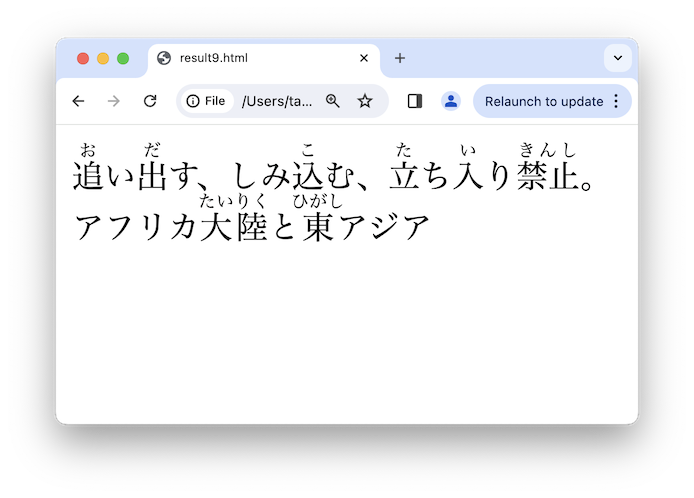 result9.html
File /Users/ta... Relaunch to update
お だ こ た い きんし
追い出す、しみ込む、立ち入り禁止。
たいりく ひがし
アフリカ大陸と東アジア